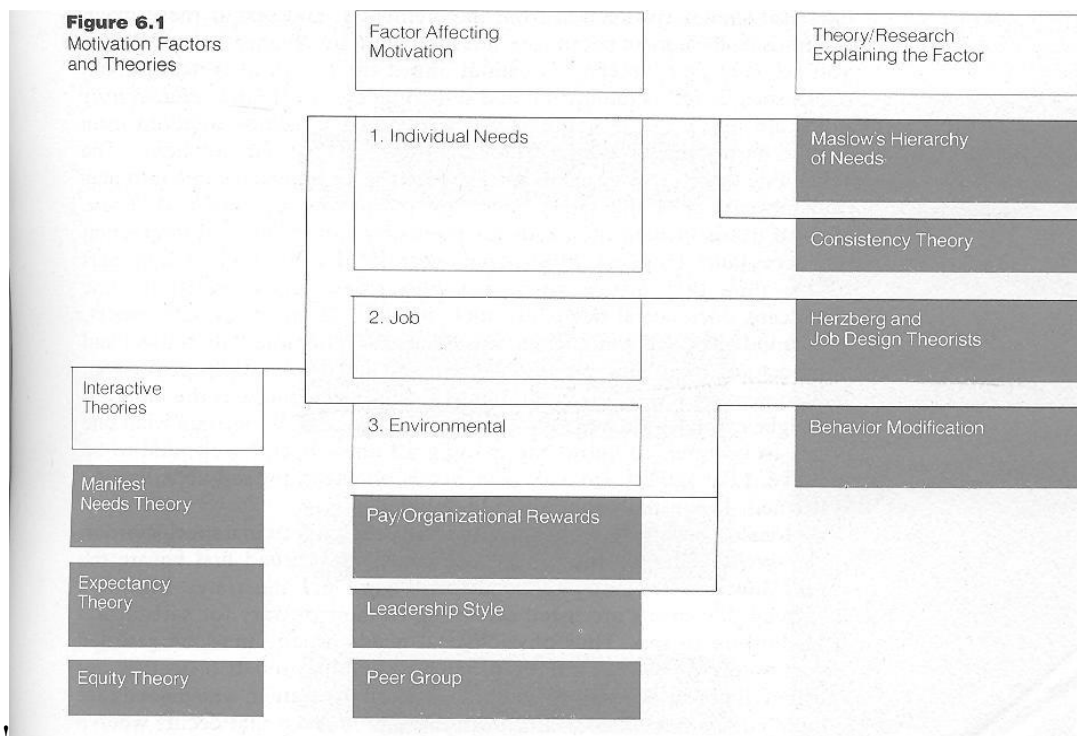 Figure 6.1
Motivation Factors
and Theories
Factor Affecting
Motivation
Theory/Research
Explaining the Factor
1. Individual Needs
Maslow's Hierarchy
of Needs
Consistency Theory
2. Job
Herzberg and
Job Design Theorists
Interactive
Theories
3. Environmental
Behavior Modification
Manifest
Needs Theory
Pay/Organizational Rewards
Expectancy
Theory
Leadership Style
Equity Theory
Peer Group